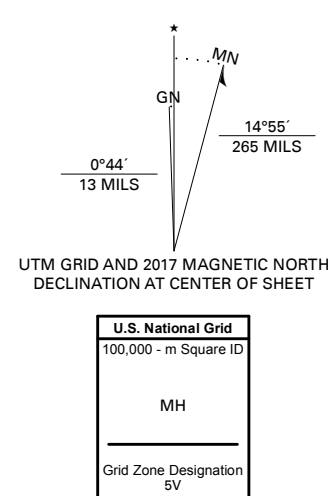 ★
MN
GN
14°55´
265 MILS
0°44´
13 MILS
UTM GRID AND 2017 MAGNETIC NORTH
DECLINATION AT CENTER OF SHEET
U.S. National Grid
100,000 - m Square ID
MH
Grid Zone Designation
5V